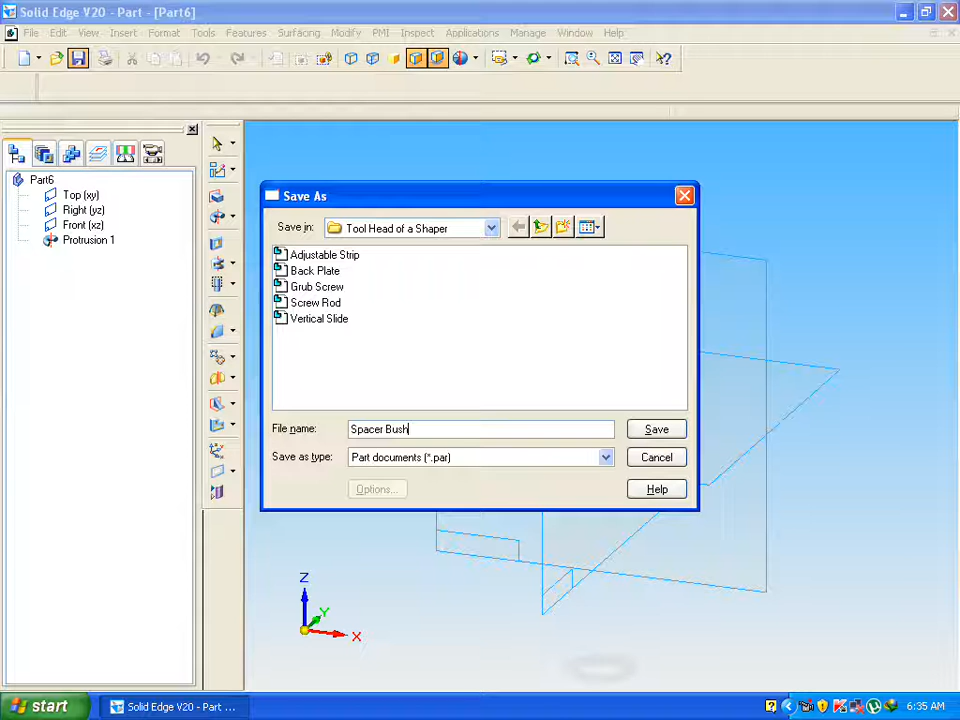 Solid Edge V20 - Part - [Part6]
File Edit View Insert Format Tools Features Surfacing Modify PMI Inspect Applications Manage Window Help
Part6
Top (xy)
Right (yz)
Front (xz)
Protrusion 1
Save As
Save in: Tool Head of a Shaper
Adjustable Strip
Back Plate
Grub Screw
Screw Rod
Vertical Slide
File name: Spacer Bush Save
Save as type: Part documents (*.par) Cancel
Options... Help
Z
Y
X
start Solid Edge V20 - Part ... 6:35 AM